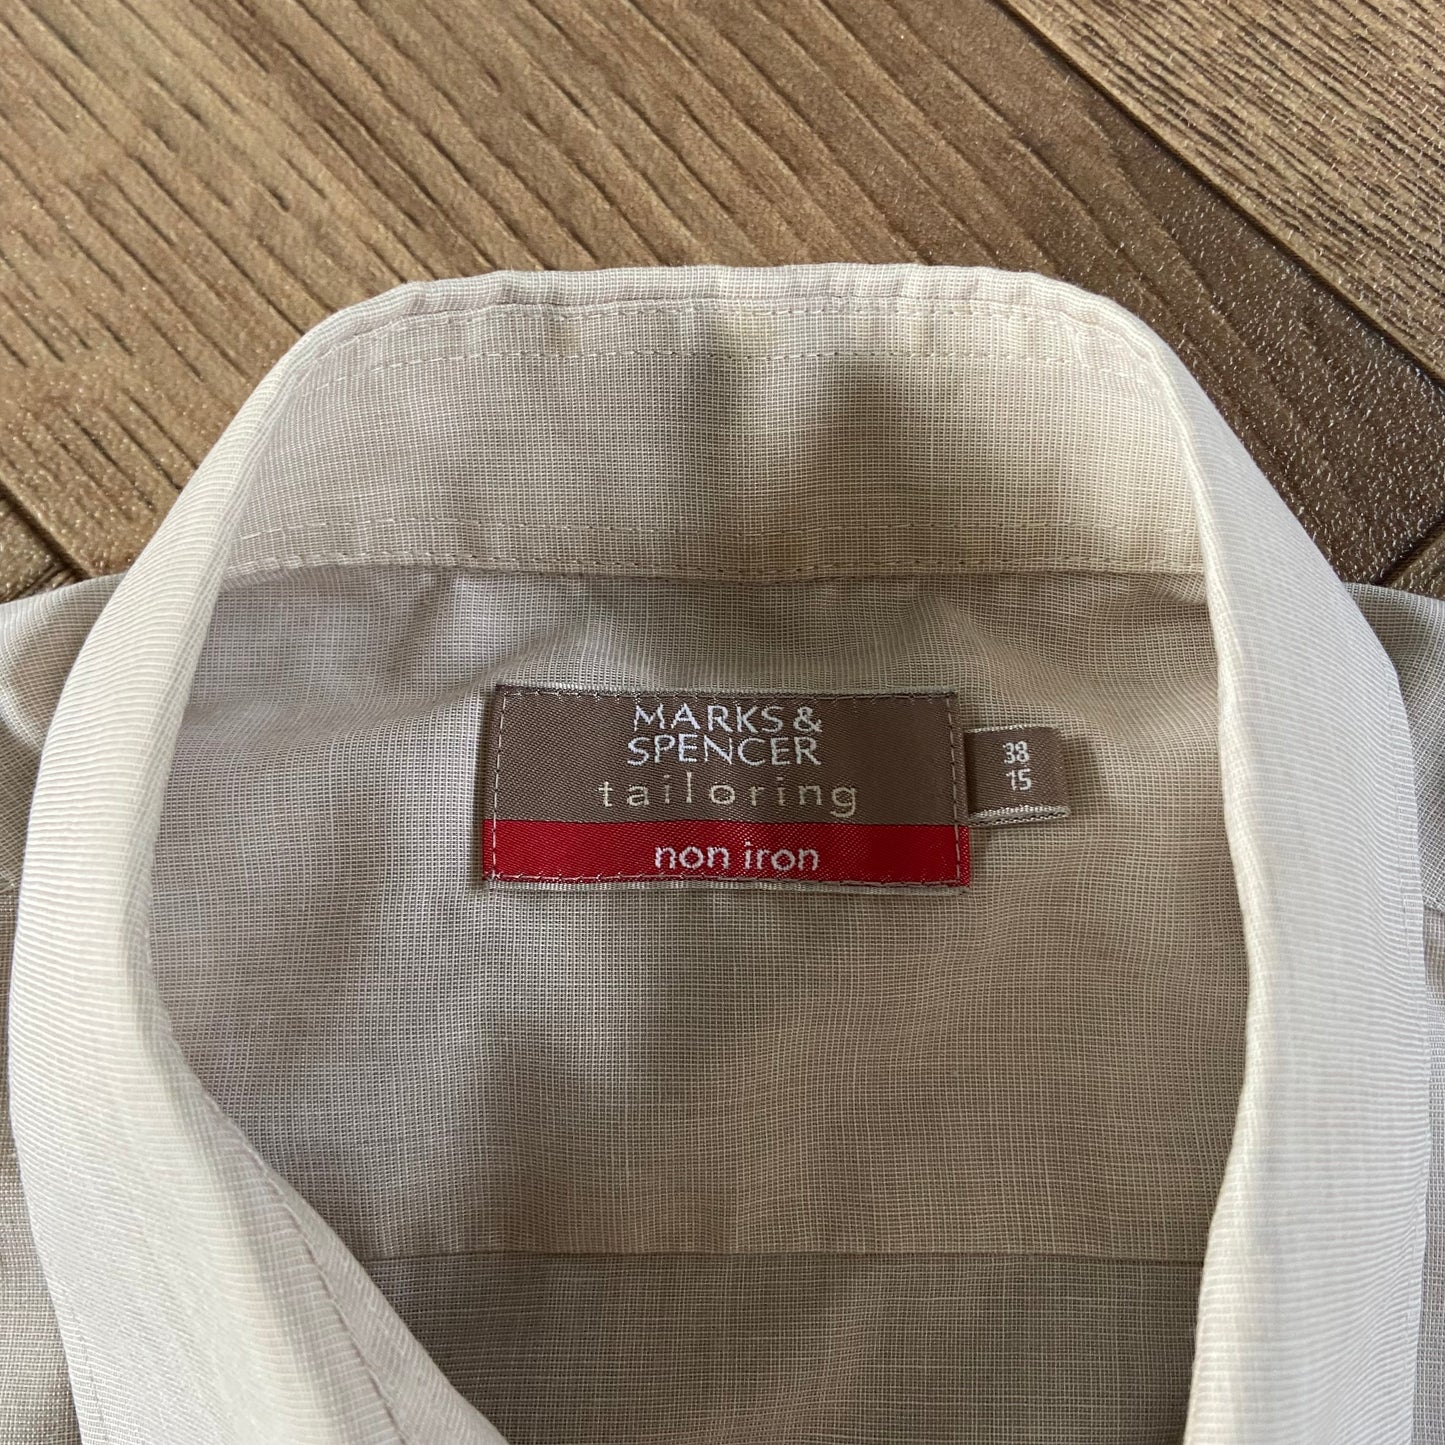 MARKS &
SPENCER
tailoring
non iron
38
15